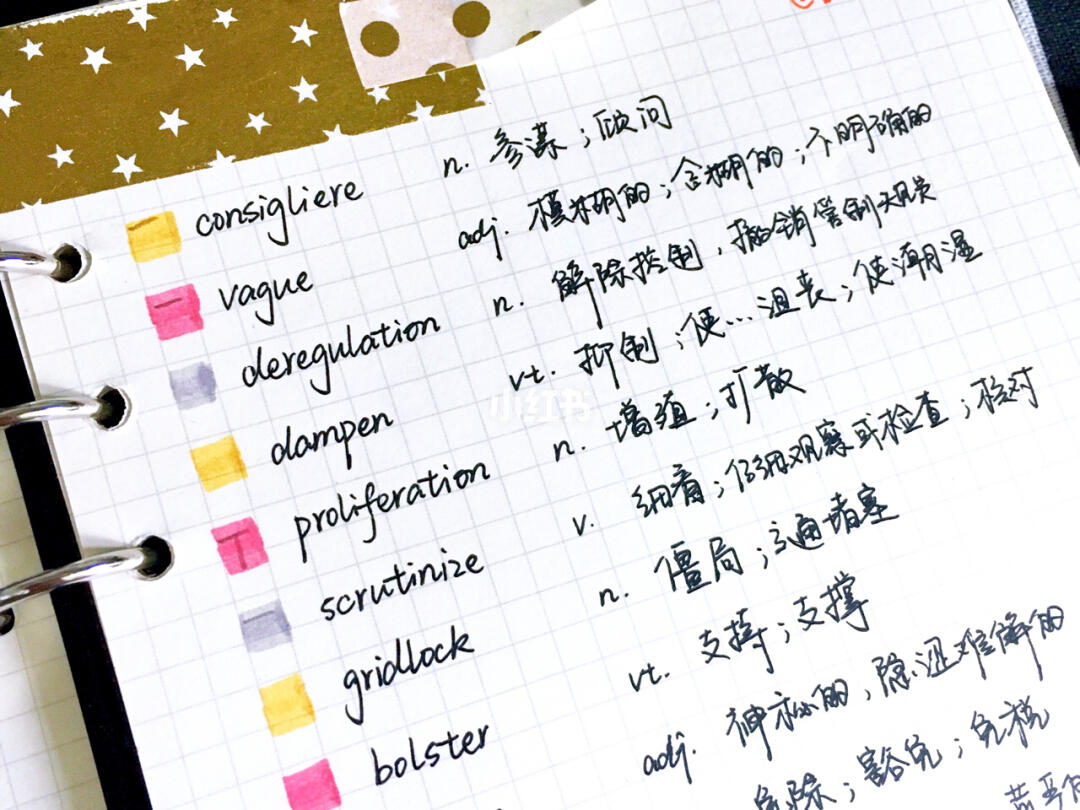 consigliere n. 参谋；顾问
vague adj. 模糊的；含糊的；不明确的
deregulation n. 解除控制，撤销管制规定
dampen vt. 抑制；使…沮丧；使潮湿
proliferation n. 增殖；扩散
scrutinize v. 细看；仔细观察或检查；核对
gridlock n. 僵局；交通堵塞
bolster vt. 支持；支撑
adj. 神秘的，隐涩难解的
免除；豁免；免税
小红书